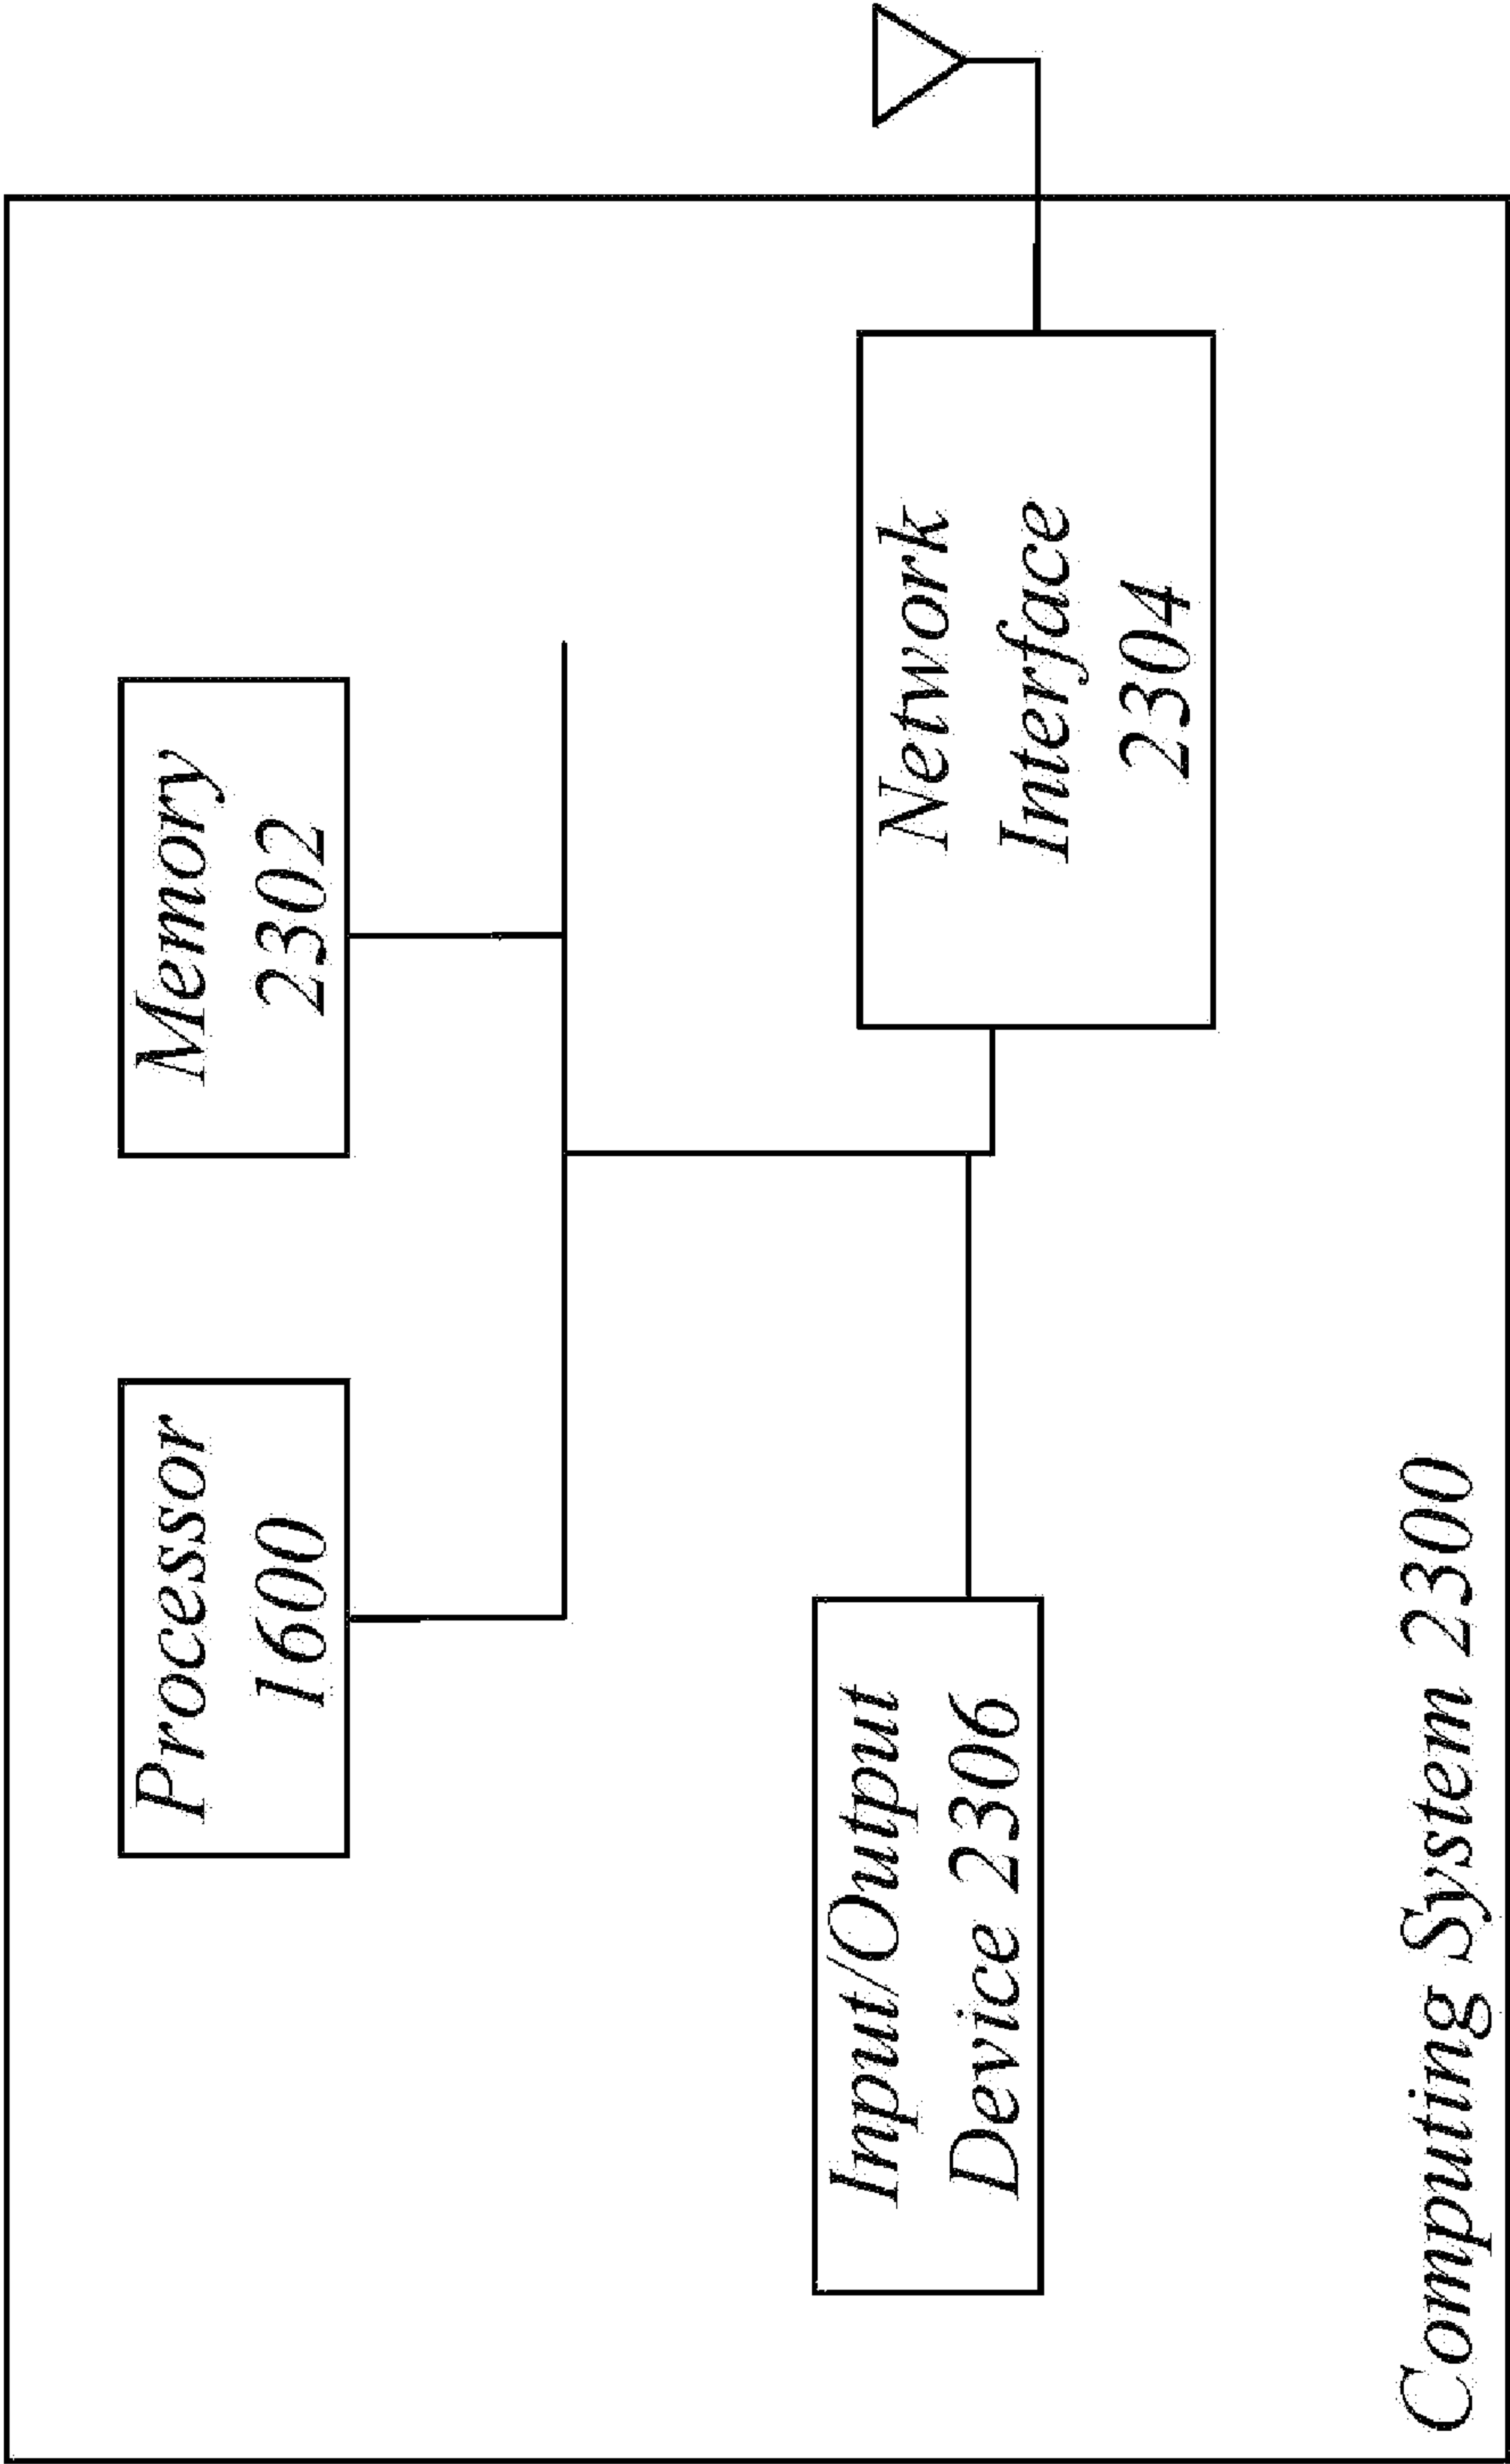 Processor
1600
Memory
2302
Input/Output
Device 2306
Network
Interface
2304
Computing System 2300